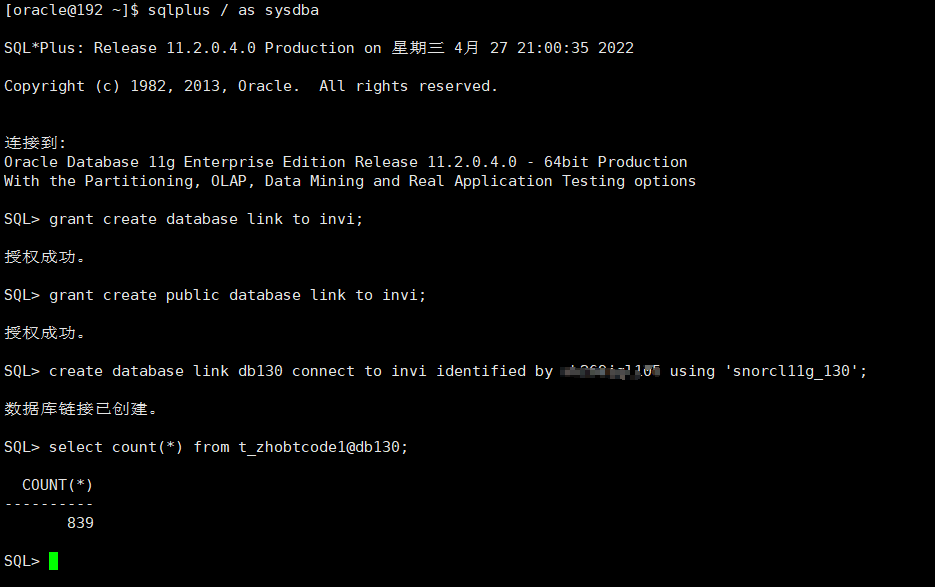 [oracle@192 ~]$ sqlplus / as sysdba
SQL*Plus: Release 11.2.0.4.0 Production on 星期三 4月 27 21:00:35 2022
Copyright (c) 1982, 2013, Oracle.  All rights reserved.
连接到:
Oracle Database 11g Enterprise Edition Release 11.2.0.4.0 - 64bit Production
With the Partitioning, OLAP, Data Mining and Real Application Testing options
SQL> grant create database link to invi;
授权成功。
SQL> grant create public database link to invi;
授权成功。
SQL> create database link db130 connect to invi identified by using 'snorcl11g_130';
数据库链接已创建。
SQL> select count(*) from t_zhobtcode1@db130;
COUNT(*)
----------
839
SQL>